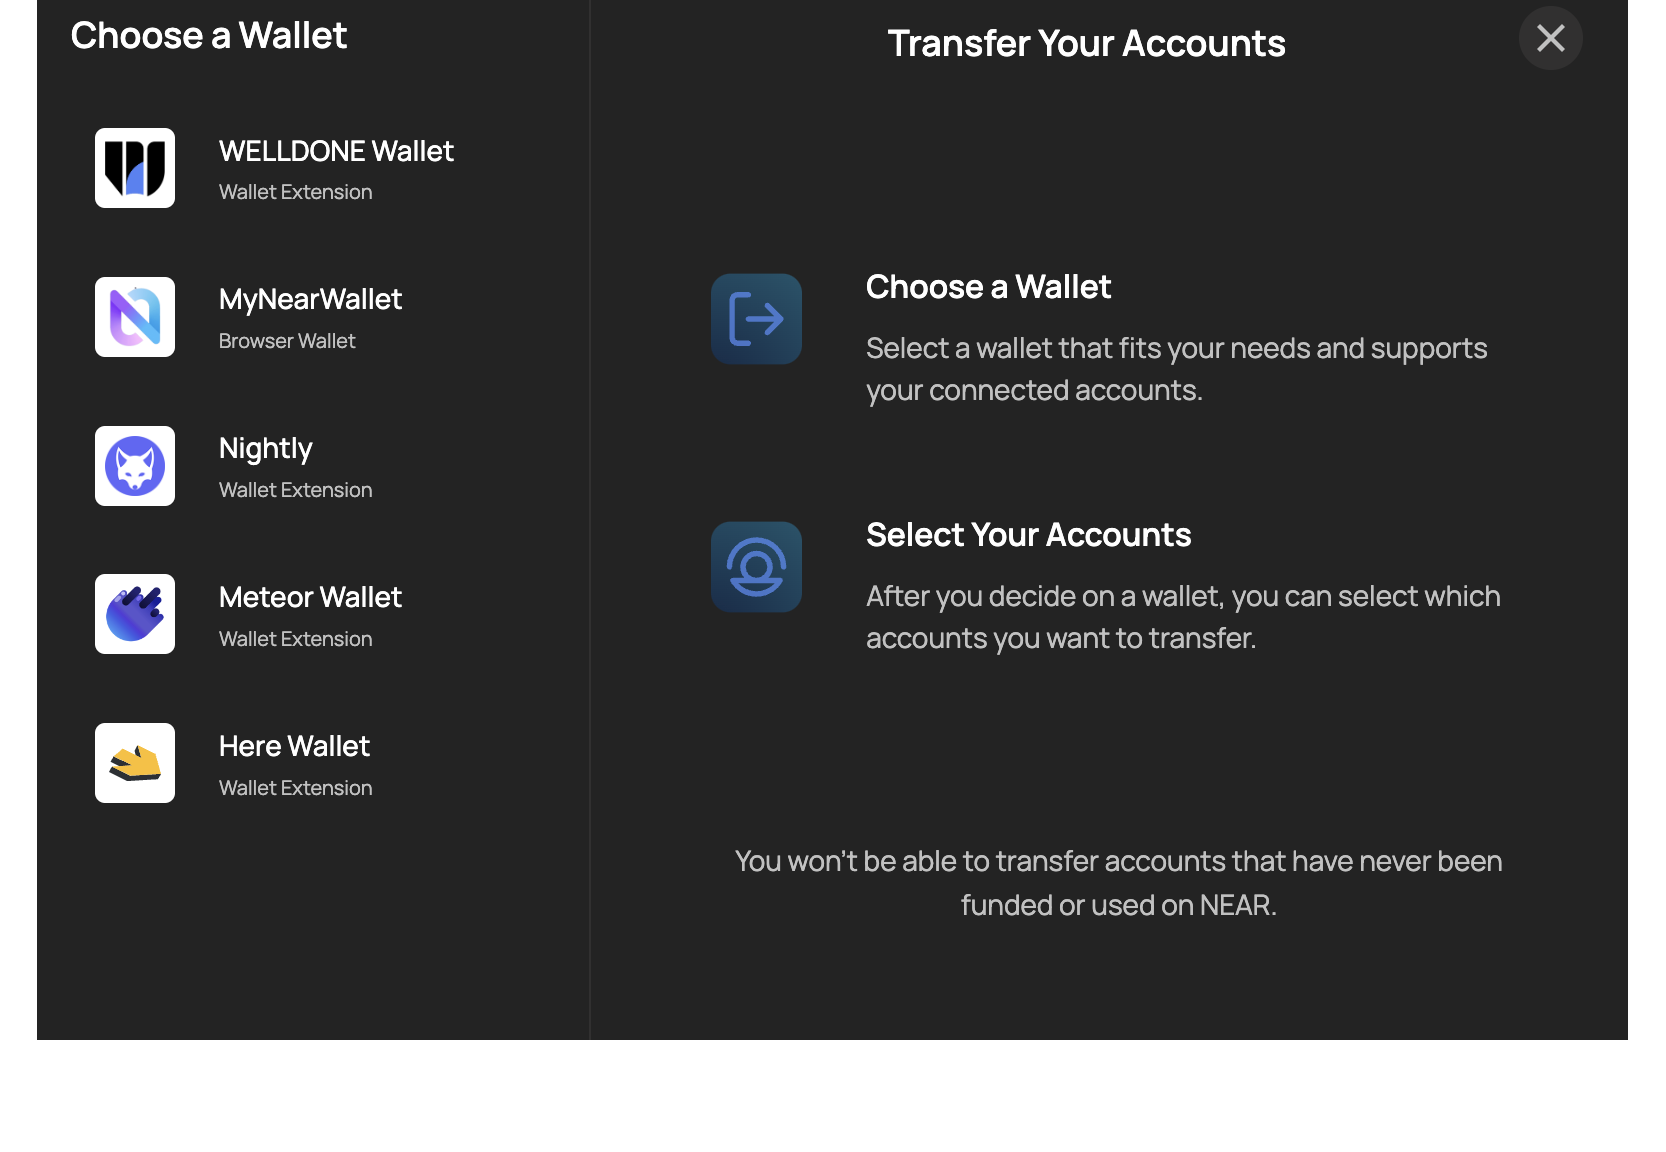 Choose a Wallet
WELLDONE Wallet
Wallet Extension
MyNearWallet
Browser Wallet
Nightly
Wallet Extension
Meteor Wallet
Wallet Extension
Here Wallet
Wallet Extension
Transfer Your Accounts
Choose a Wallet
Select a wallet that fits your needs and supports
your connected accounts.
Select Your Accounts
After you decide on a wallet, you can select which
accounts you want to transfer.
You won’t be able to transfer accounts that have never been
funded or used on NEAR.